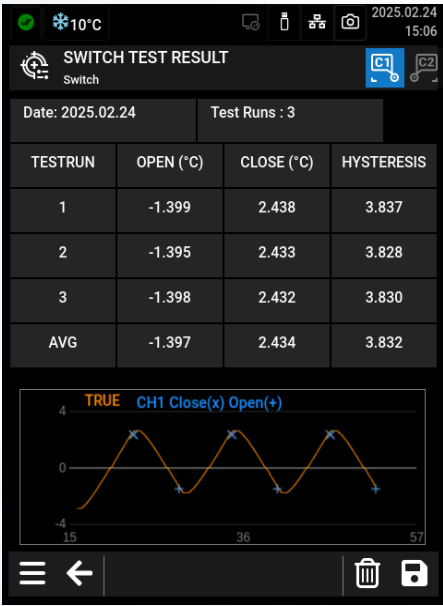 10°C
2025.02.24
15:06
SWITCH TEST RESULT
Switch
C1
C2
Date: 2025.02.24 Test Runs : 3
TESTRUN OPEN (°C) CLOSE (°C) HYSTERESIS
1 -1.399 2.438 3.837
2 -1.395 2.433 3.828
3 -1.398 2.432 3.830
AVG -1.397 2.434 3.832
TRUE CH1 Close(x) Open(+)
4
0
-4
15 36 57